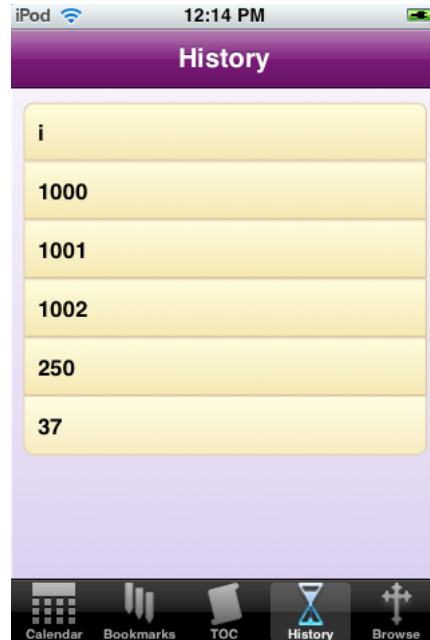 iPod 12:14 PM
History
i
1000
1001
1002
250
37
Calendar Bookmarks TOC History Browse